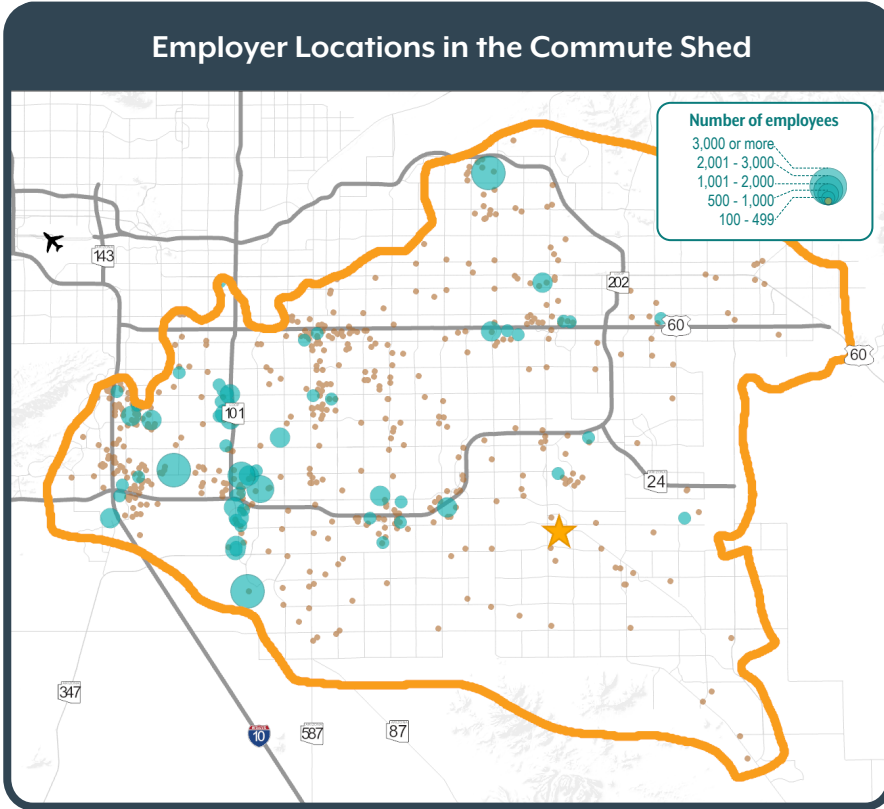 Employer Locations in the Commute Shed
Number of employees
3,000 or more
2,001 - 3,000
1,001 - 2,000
500 - 1,000
100 - 499
143
202
60
60
101
24
347
10
587
87